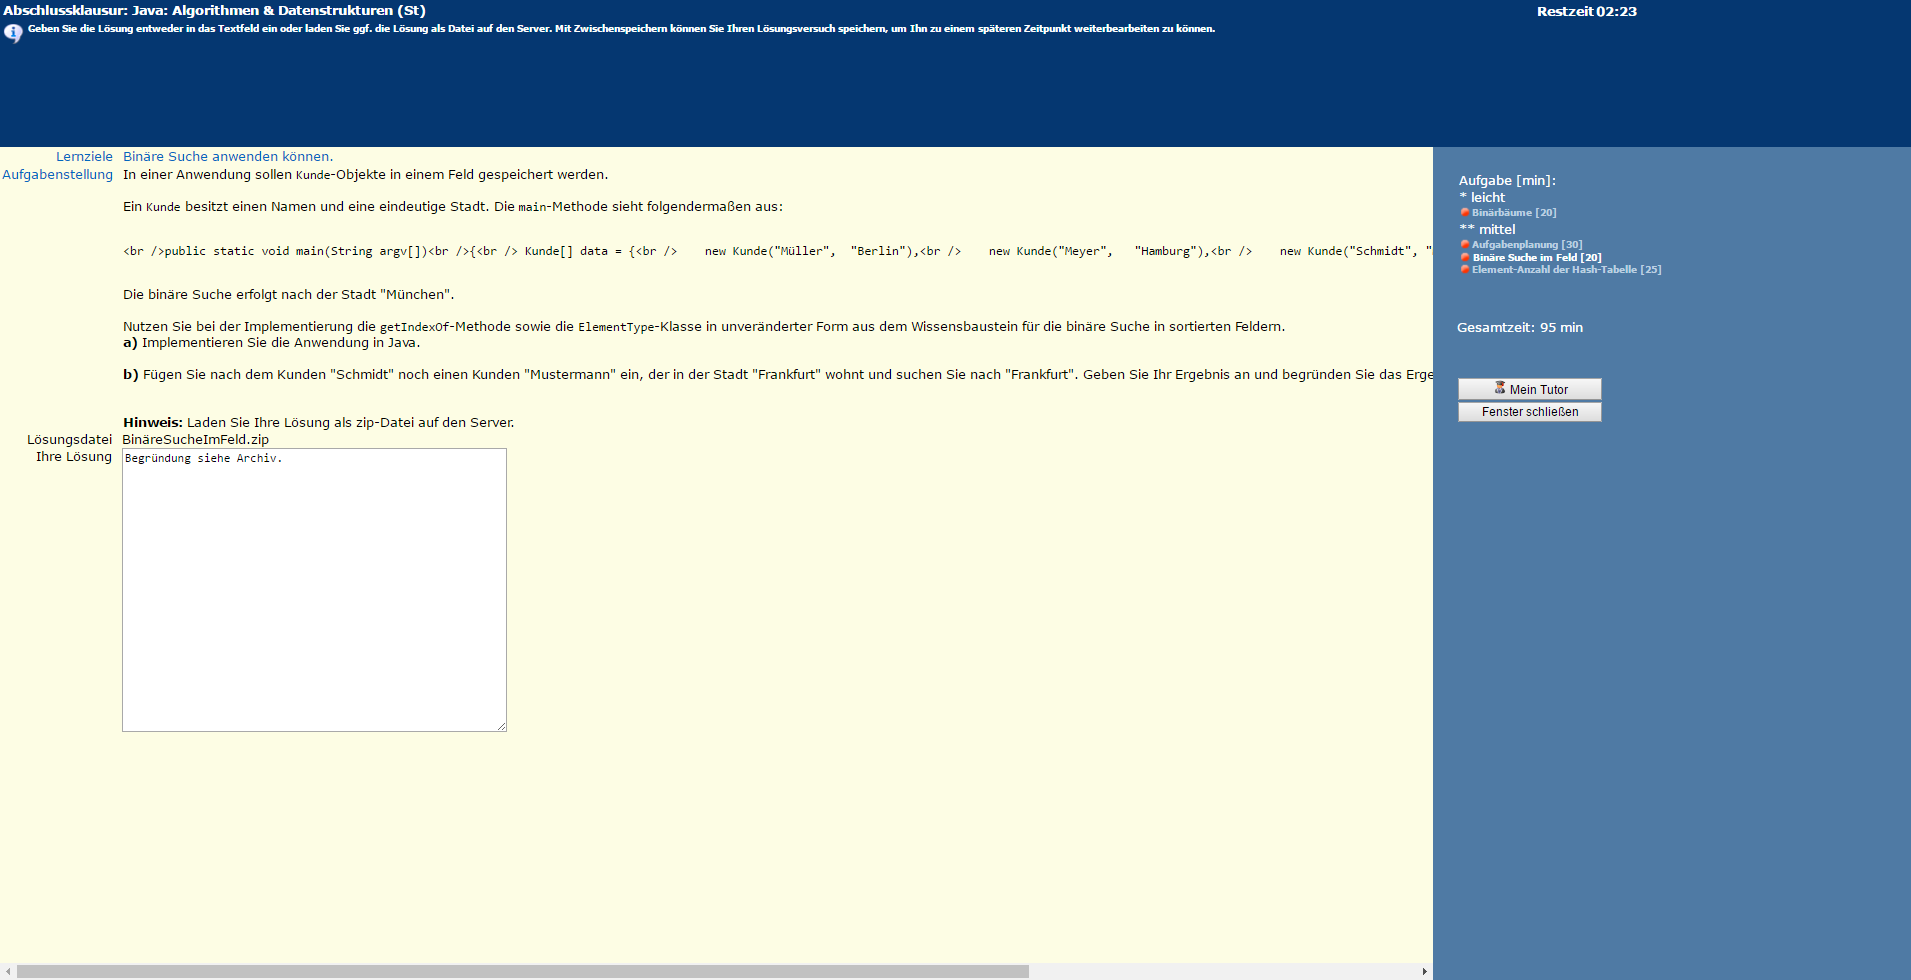 Abschlussklausur: Java: Algorithmen & Datenstrukturen (St)
Restzeit 02:23
Geben Sie die Lösung entweder in das Textfeld ein oder laden Sie ggf. die Lösung als Datei auf den Server. Mit Zwischenspeichern können Sie Ihren Lösungsversuch speichern, um Ihn zu einem späteren Zeitpunkt weiterbearbeiten zu können.
Lernziele Binäre Suche anwenden können.
Aufgabenstellung In einer Anwendung sollen Kunde-Objekte in einem Feld gespeichert werden.
Ein Kunde besitzt einen Namen und eine eindeutige Stadt. Die main-Methode sieht folgendermaßen aus:
<br />public static void main(String argv[])<br />{<br /> Kunde[] data = {<br />    new Kunde("Müller",  "Berlin"),<br />    new Kunde("Meyer",   "Hamburg"),<br />    new Kunde("Schmidt", "
Die binäre Suche erfolgt nach der Stadt "München".
Nutzen Sie bei der Implementierung die getIndexOf-Methode sowie die ElementType-Klasse in unveränderter Form aus dem Wissensbaustein für die binäre Suche in sortierten Feldern.
a) Implementieren Sie die Anwendung in Java.
b) Fügen Sie nach dem Kunden "Schmidt" noch einen Kunden "Mustermann" ein, der in der Stadt "Frankfurt" wohnt und suchen Sie nach "Frankfurt". Geben Sie Ihr Ergebnis an und begründen Sie das Erge
Hinweis: Laden Sie Ihre Lösung als zip-Datei auf den Server.
Lösungsdatei BinäreSucheImFeld.zip
Ihre Lösung Begründung siehe Archiv.
Aufgabe [min]:
* leicht
Binärbäume [20]
** mittel
Aufgabenplanung [30]
Binäre Suche im Feld [20]
Element-Anzahl der Hash-Tabelle [25]
Gesamtzeit: 95 min
Mein Tutor
Fenster schließen